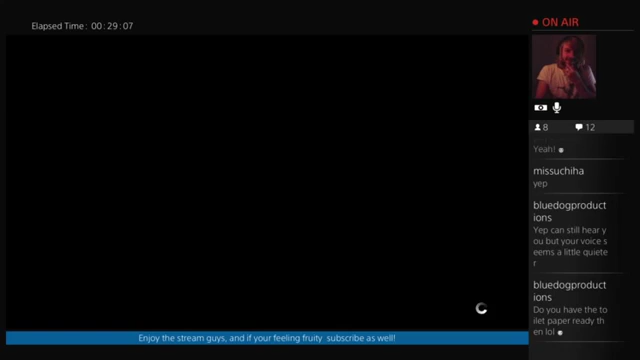 Elapsed Time : 00:29:07
ON AIR
8
12
Yeah!
missuchiha
yep
bluedogproduct
ions
Yep can still hear y
ou but your voice s
eems a little quiete
r
bluedogproduct
ions
Do you have the to
ilet paper ready th
en lol
Enjoy the stream guys, and if your feeling fruity subscribe as well!